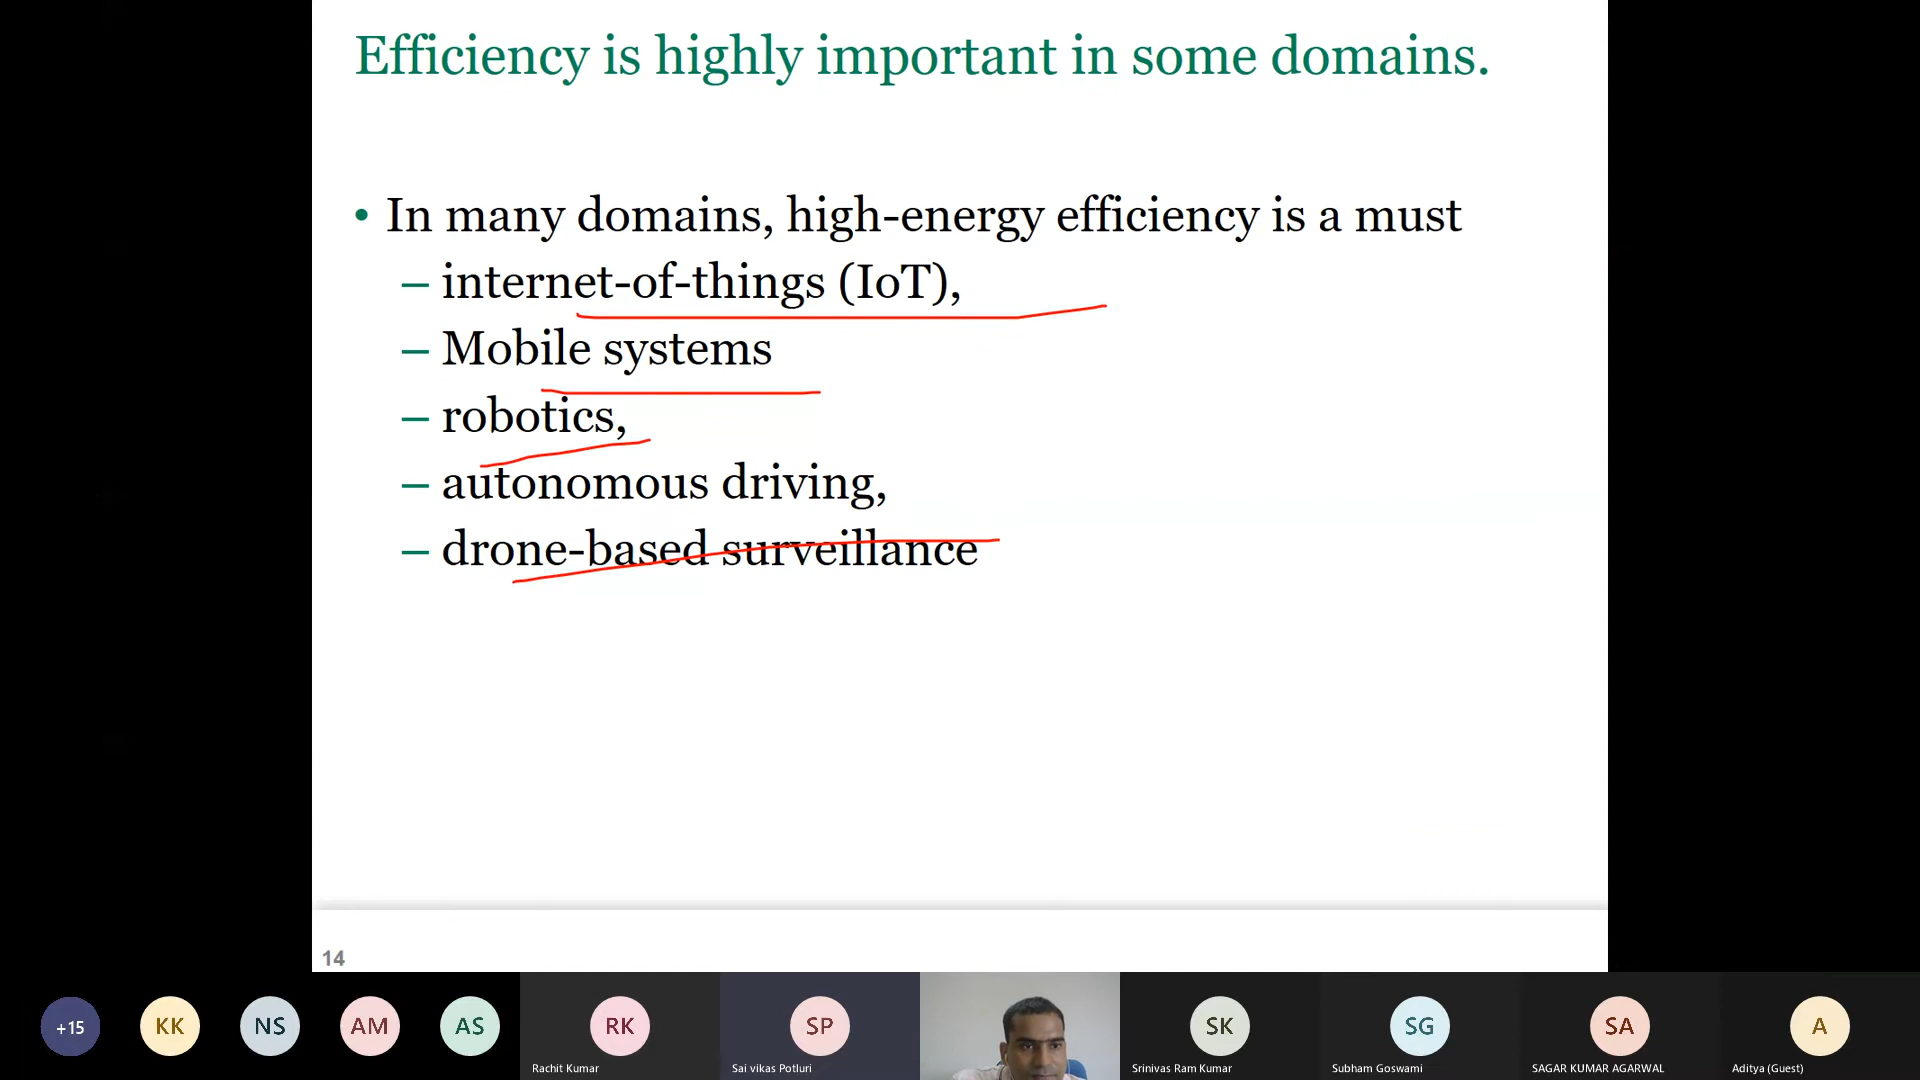 Efficiency is highly important in some domains.
• In many domains, high-energy efficiency is a must
– internet-of-things (IoT),
– Mobile systems
– robotics,
– autonomous driving,
– drone-based surveillance
14
+15
KK
NS
AM
AS
RK
Rachit Kumar
SP
Sai vikas Potluri
SK
Srinivas Ram Kumar
SG
Subham Goswami
SA
SAGAR KUMAR AGARWAL
A
Aditya (Guest)